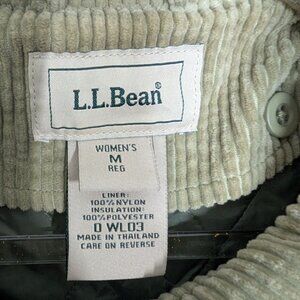 L.L.Bean®
WOMEN'S
M
REG
LINER:
100% NYLON
INSULATION:
100% POLYESTER
0 WL03
MADE IN THAILAND
CARE ON REVERSE